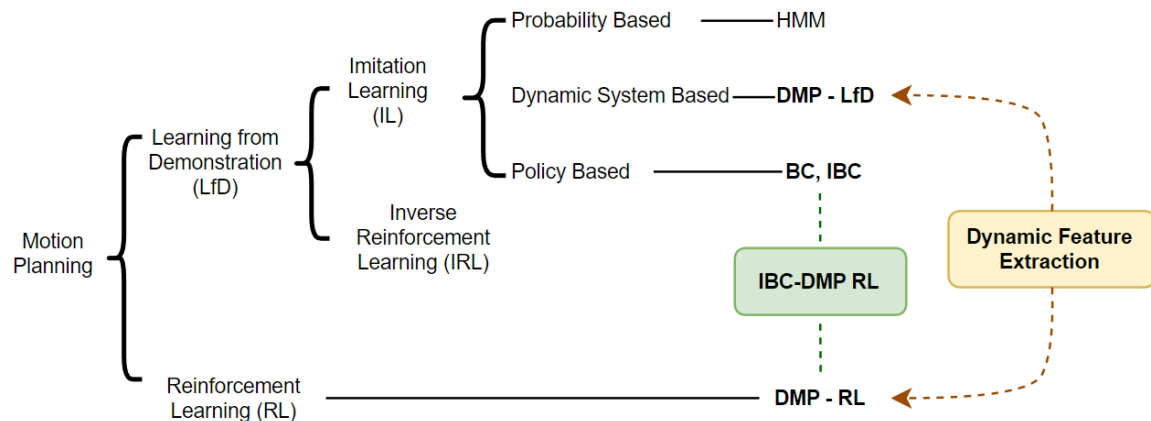 Probability Based
HMM
Imitation
Learning
(IL)
Dynamic System Based
DMP - LfD
Learning from
Demonstration
(LfD)
Policy Based
BC, IBC
Inverse
Reinforcement
Learning (IRL)
Motion
Planning
Dynamic Feature
Extraction
IBC-DMP RL
Reinforcement
Learning (RL)
DMP - RL